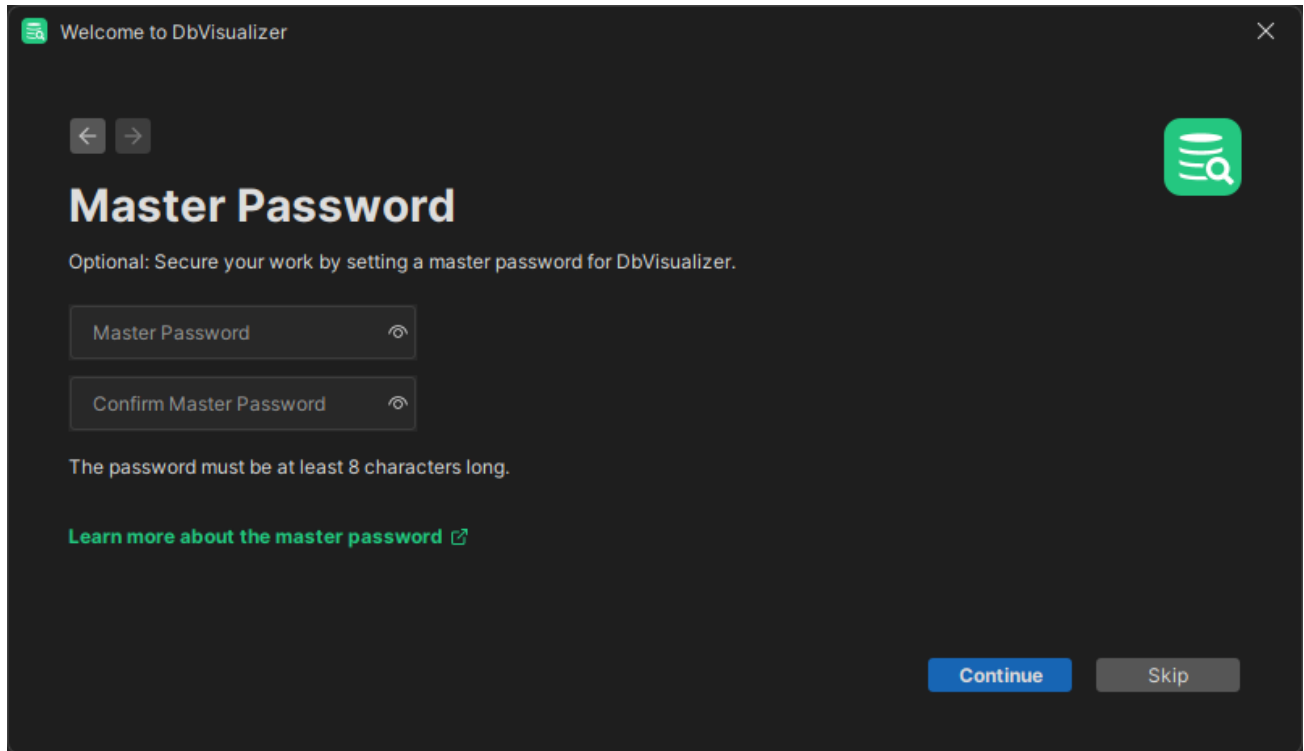 Welcome to DbVisualizer
Master Password
Optional: Secure your work by setting a master password for DbVisualizer.
Master Password
Confirm Master Password
The password must be at least 8 characters long.
Learn more about the master password
Continue
Skip